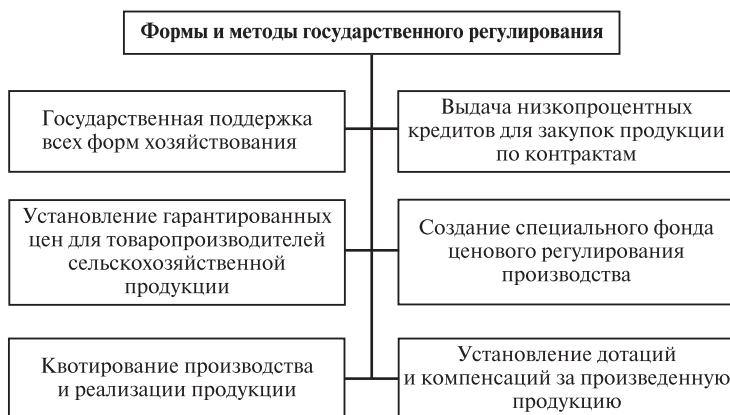 Формы и методы государственного регулирования
Государственная поддержка
всех форм хозяйствования
Выдача низкопроцентных
кредитов для закупок продукции
по контрактам
Установление гарантированных
цен для товаропроизводителей
сельскохозяйственной
продукции
Создание специального фонда
ценового регулирования
производства
Квотирование производства
и реализации продукции
Установление дотаций
и компенсаций за произведенную
продукцию